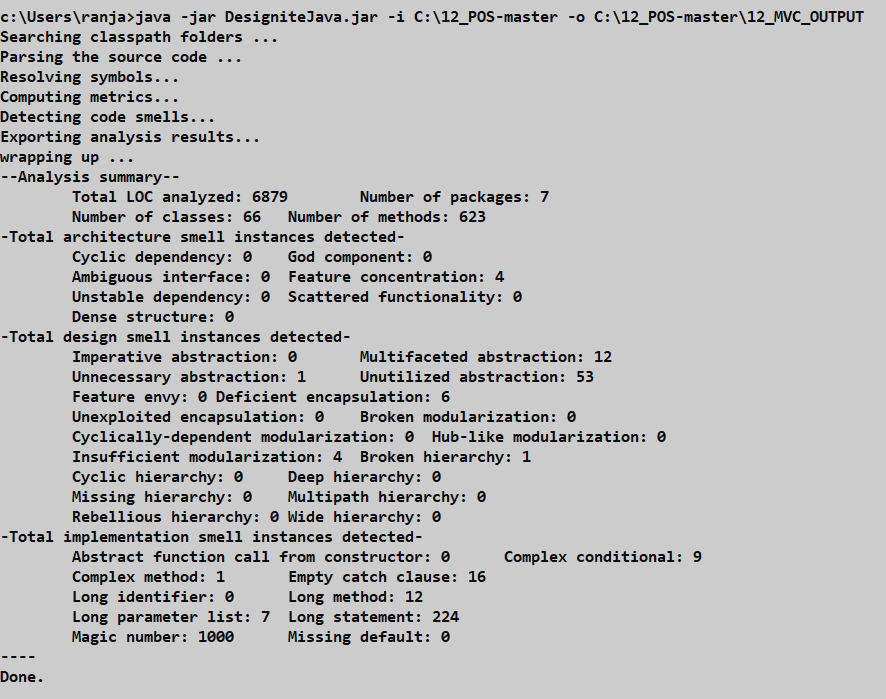 c:\Users\ranja>java -jar DesigniteJava.jar -i C:\12_POS-master -o C:\12_POS-master\12_MVC_OUTPUT
Searching classpath folders ...
Parsing the source code ...
Resolving symbols...
Computing metrics...
Detecting code smells...
Exporting analysis results...
wrapping up ...
--Analysis summary--
        Total LOC analyzed: 6879        Number of packages: 7
        Number of classes: 66   Number of methods: 623
-Total architecture smell instances detected-
        Cyclic dependency: 0    God component: 0
        Ambiguous interface: 0  Feature concentration: 4
        Unstable dependency: 0  Scattered functionality: 0
        Dense structure: 0
-Total design smell instances detected-
        Imperative abstraction: 0       Multifaceted abstraction: 12
        Unnecessary abstraction: 1      Unutilized abstraction: 53
        Feature envy: 0 Deficient encapsulation: 6
        Unexploited encapsulation: 0    Broken modularization: 0
        Cyclically-dependent modularization: 0  Hub-like modularization: 0
        Insufficient modularization: 4  Broken hierarchy: 1
        Cyclic hierarchy: 0     Deep hierarchy: 0
        Missing hierarchy: 0    Multipath hierarchy: 0
        Rebellious hierarchy: 0 Wide hierarchy: 0
-Total implementation smell instances detected-
        Abstract function call from constructor: 0      Complex conditional: 9
        Complex method: 1       Empty catch clause: 16
        Long identifier: 0      Long method: 12
        Long parameter list: 7  Long statement: 224
        Magic number: 1000      Missing default: 0
----
Done.